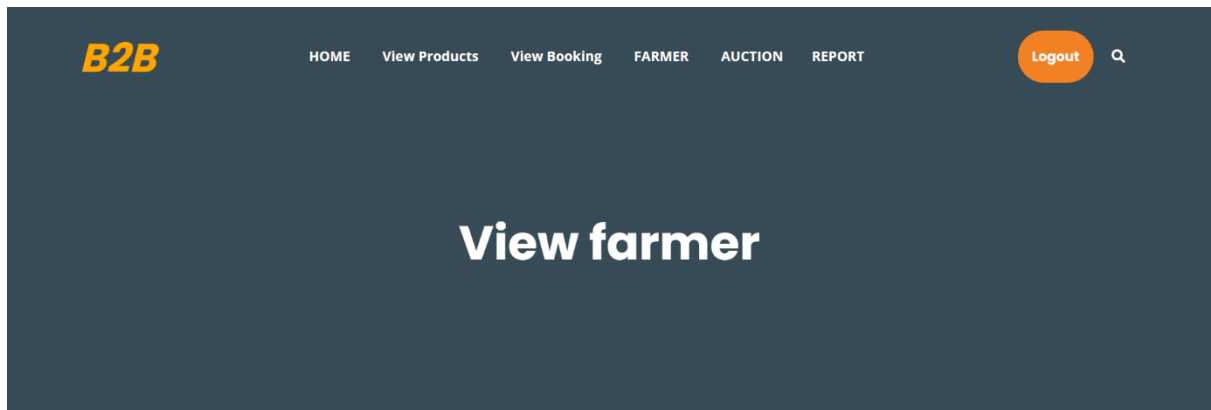 B2B HOME View Products View Booking FARMER AUCTION REPORT Logout
View farmer